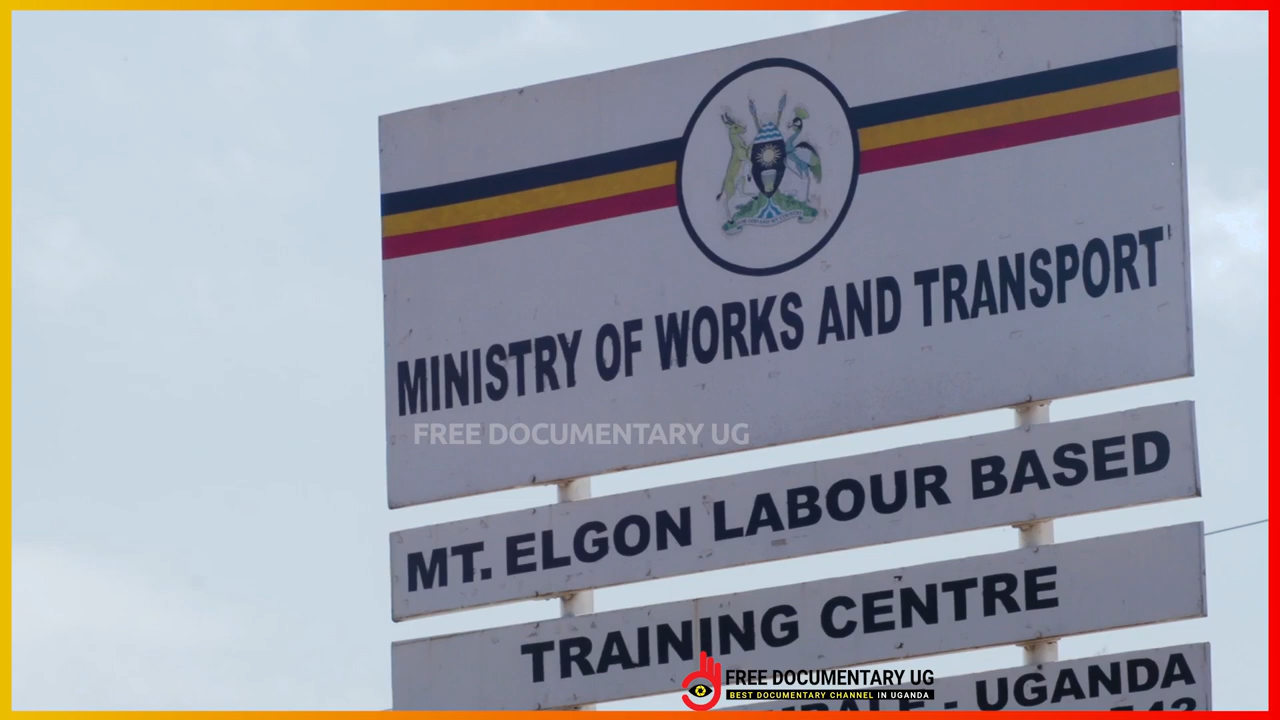 MINISTRY OF WORKS AND TRANSPORT
FREE DOCUMENTARY UG
MT. ELGON LABOUR BASED
TRAINING CENTRE
- UGANDA
FREE DOCUMENTARY UG
BEST DOCUMENTARY CHANNEL IN UGANDA